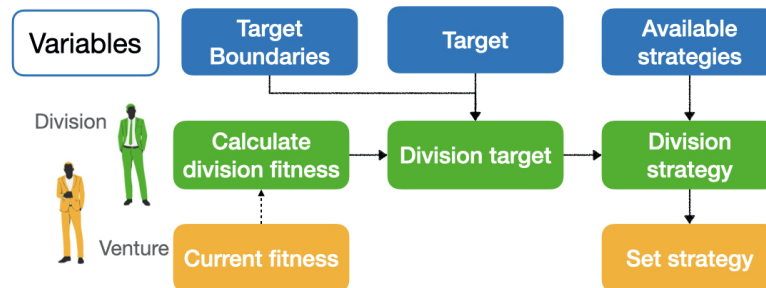 Variables
Target
Boundaries
Target
Available
strategies
Division
Calculate
division fitness
Division target
Division
strategy
Venture
Current fitness
Set strategy